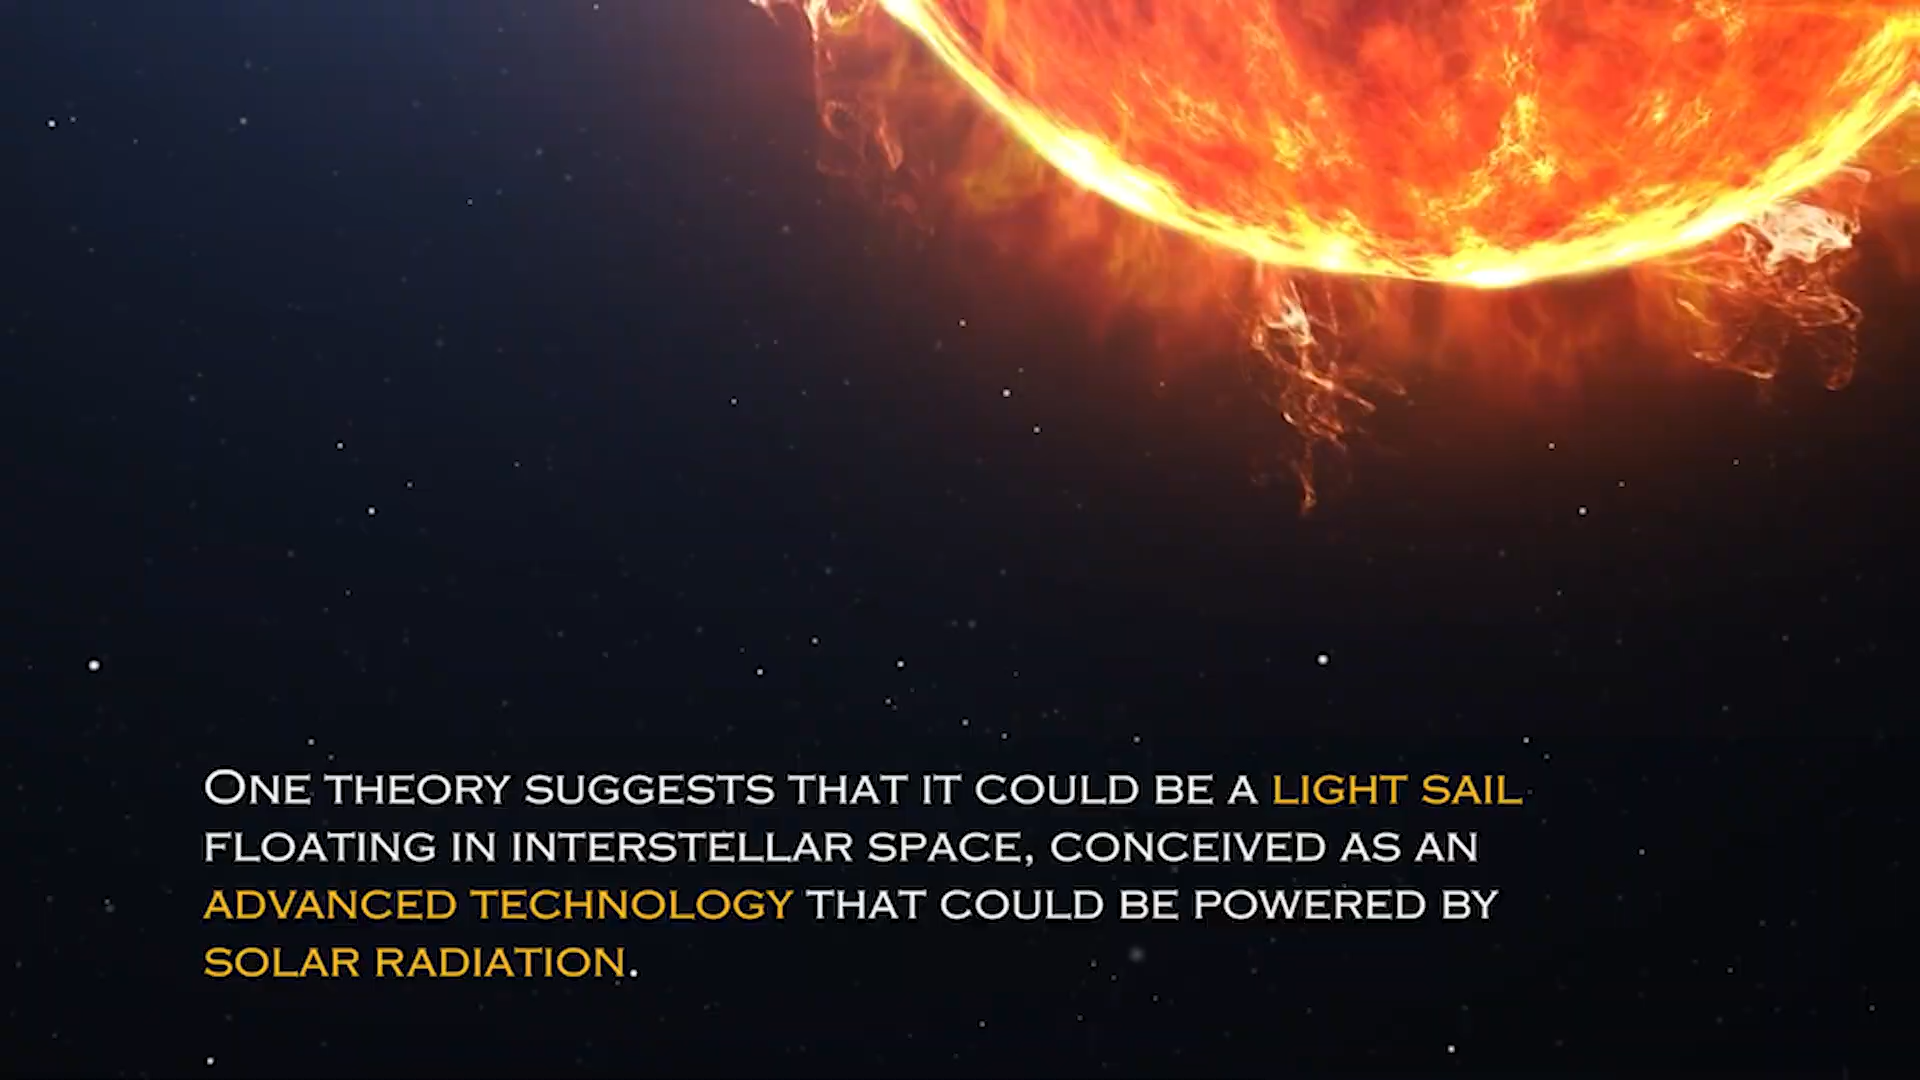 One theory suggests that it could be a light sail
floating in interstellar space, conceived as an
advanced technology that could be powered by
solar radiation.